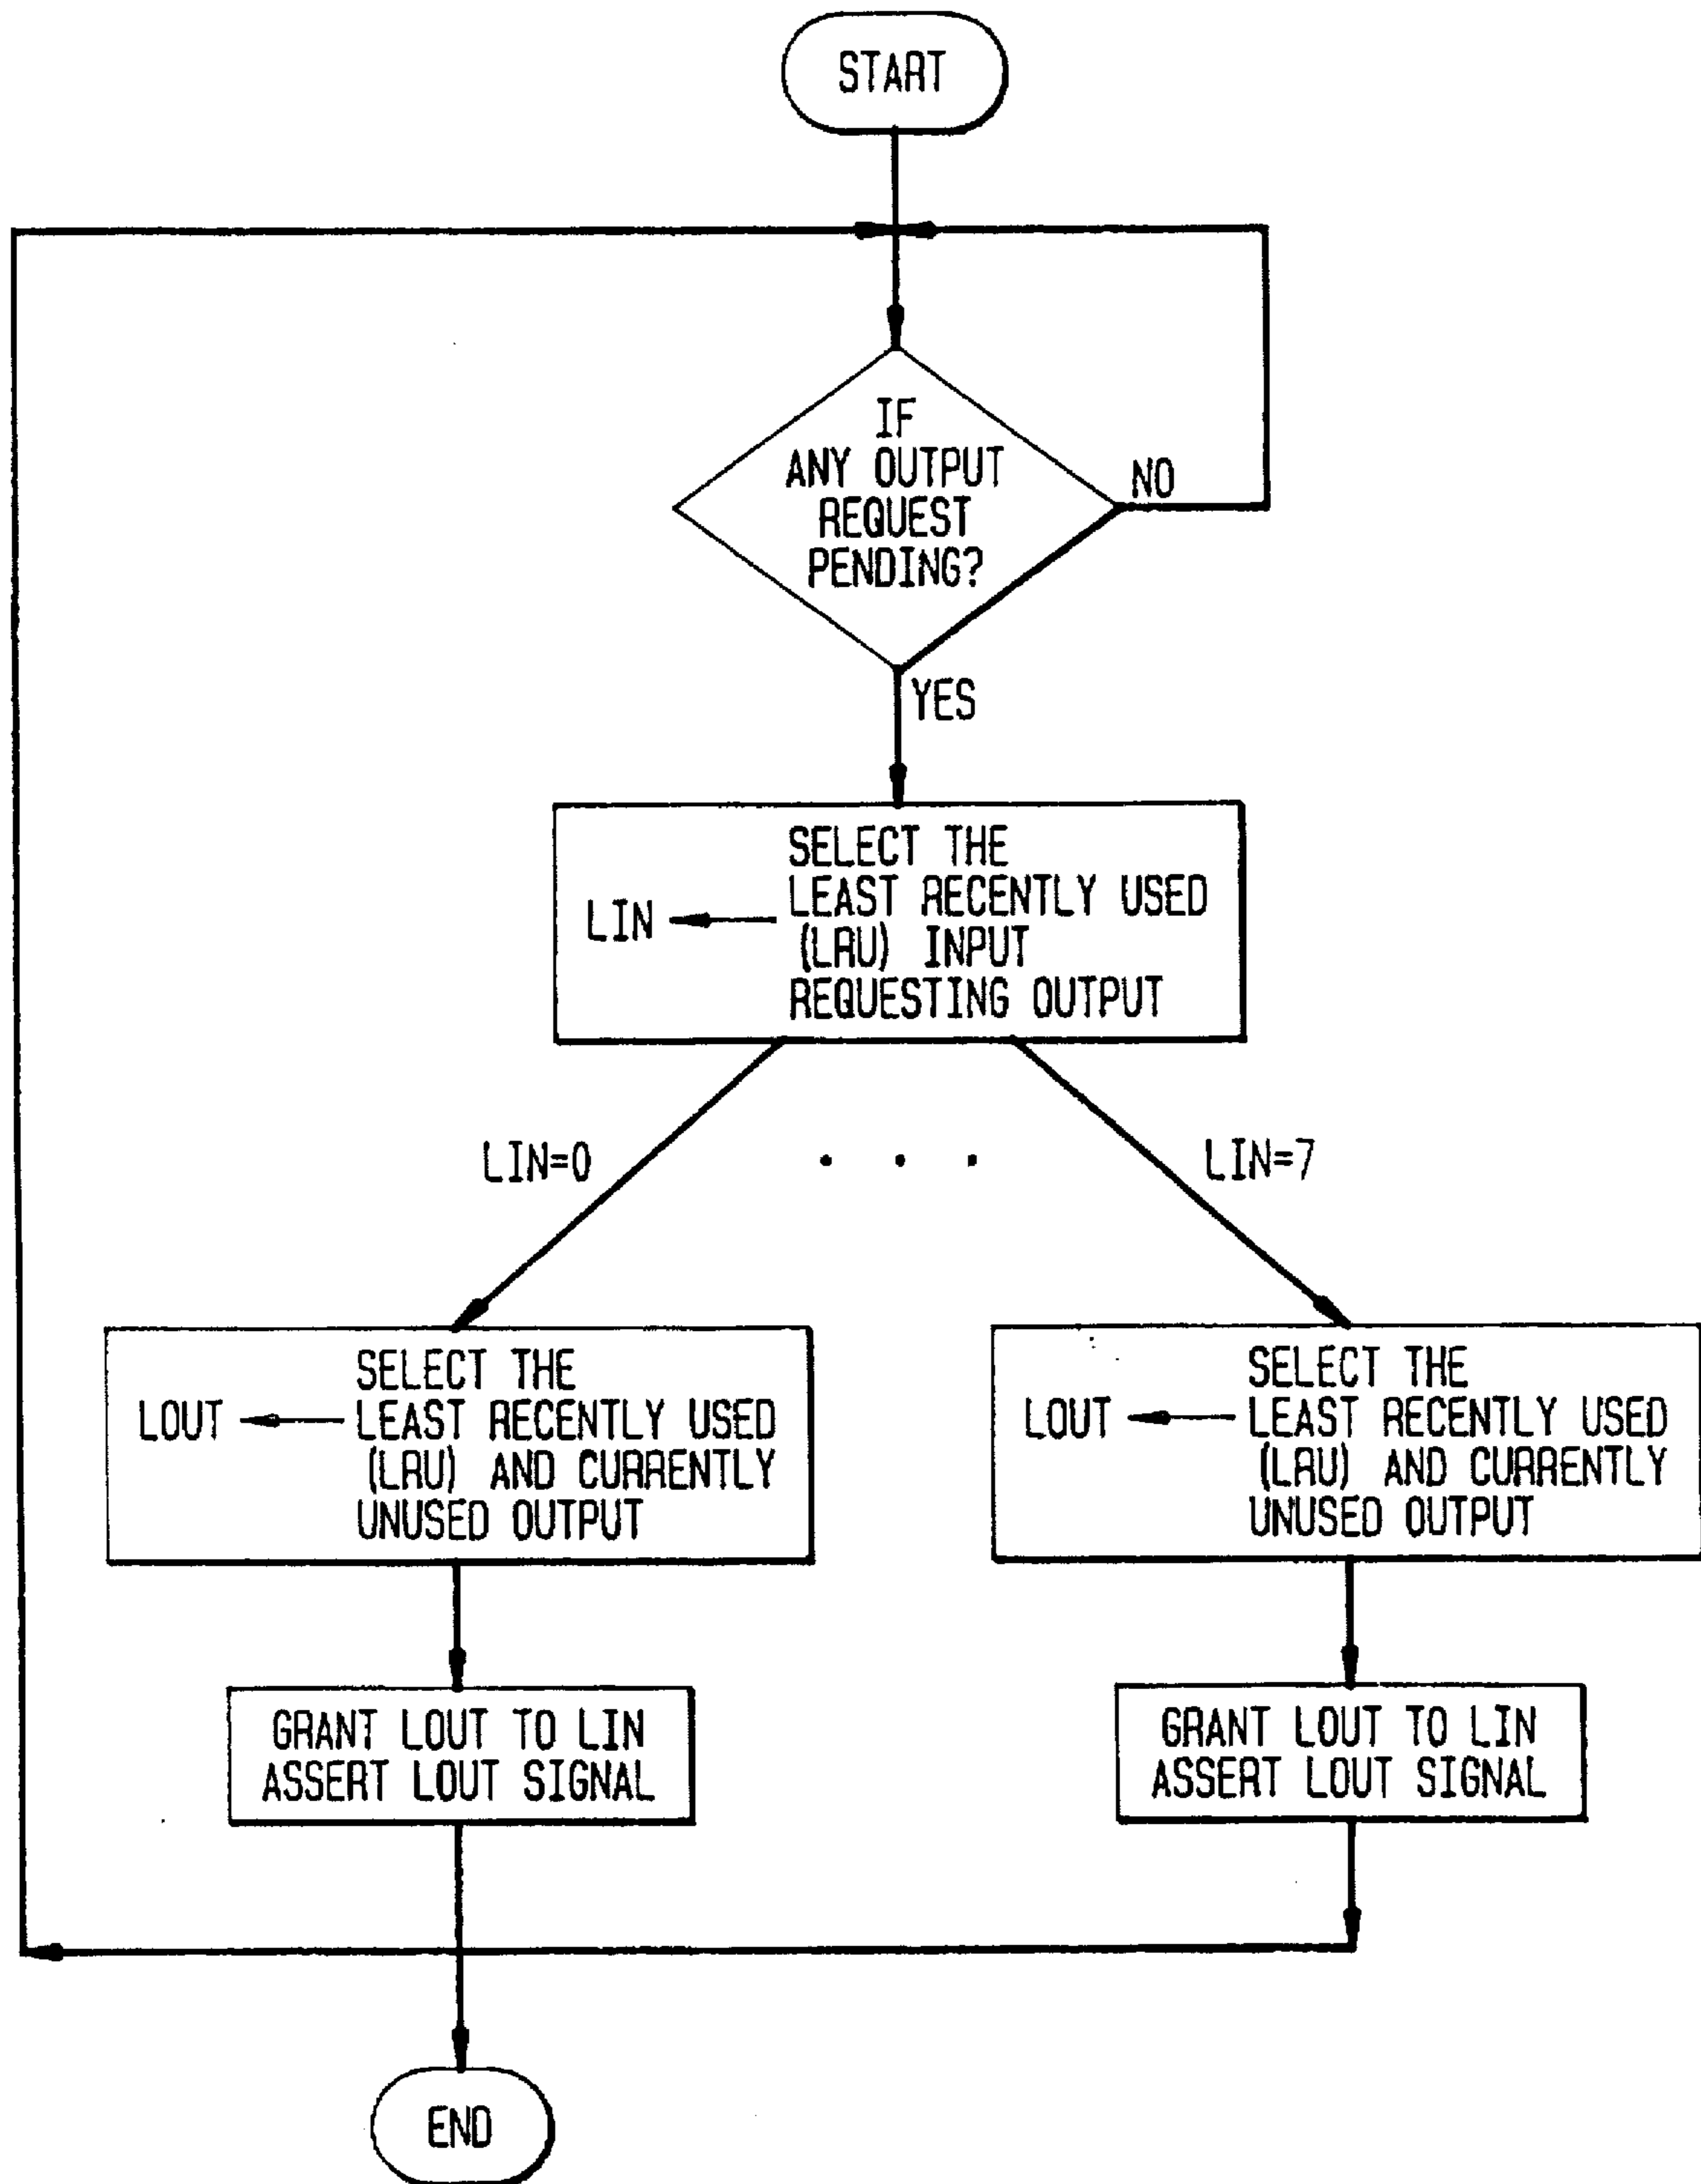 START
IF
ANY OUTPUT
REQUEST
PENDING?
NO
YES
LIN
SELECT THE
LEAST RECENTLY USED
(LRU) INPUT
REQUESTING OUTPUT
LIN=0
. . .
LIN=7
LOUT
SELECT THE
LEAST RECENTLY USED
(LRU) AND CURRENTLY
UNUSED OUTPUT
LOUT
SELECT THE
LEAST RECENTLY USED
(LRU) AND CURRENTLY
UNUSED OUTPUT
GRANT LOUT TO LIN
ASSERT LOUT SIGNAL
GRANT LOUT TO LIN
ASSERT LOUT SIGNAL
END